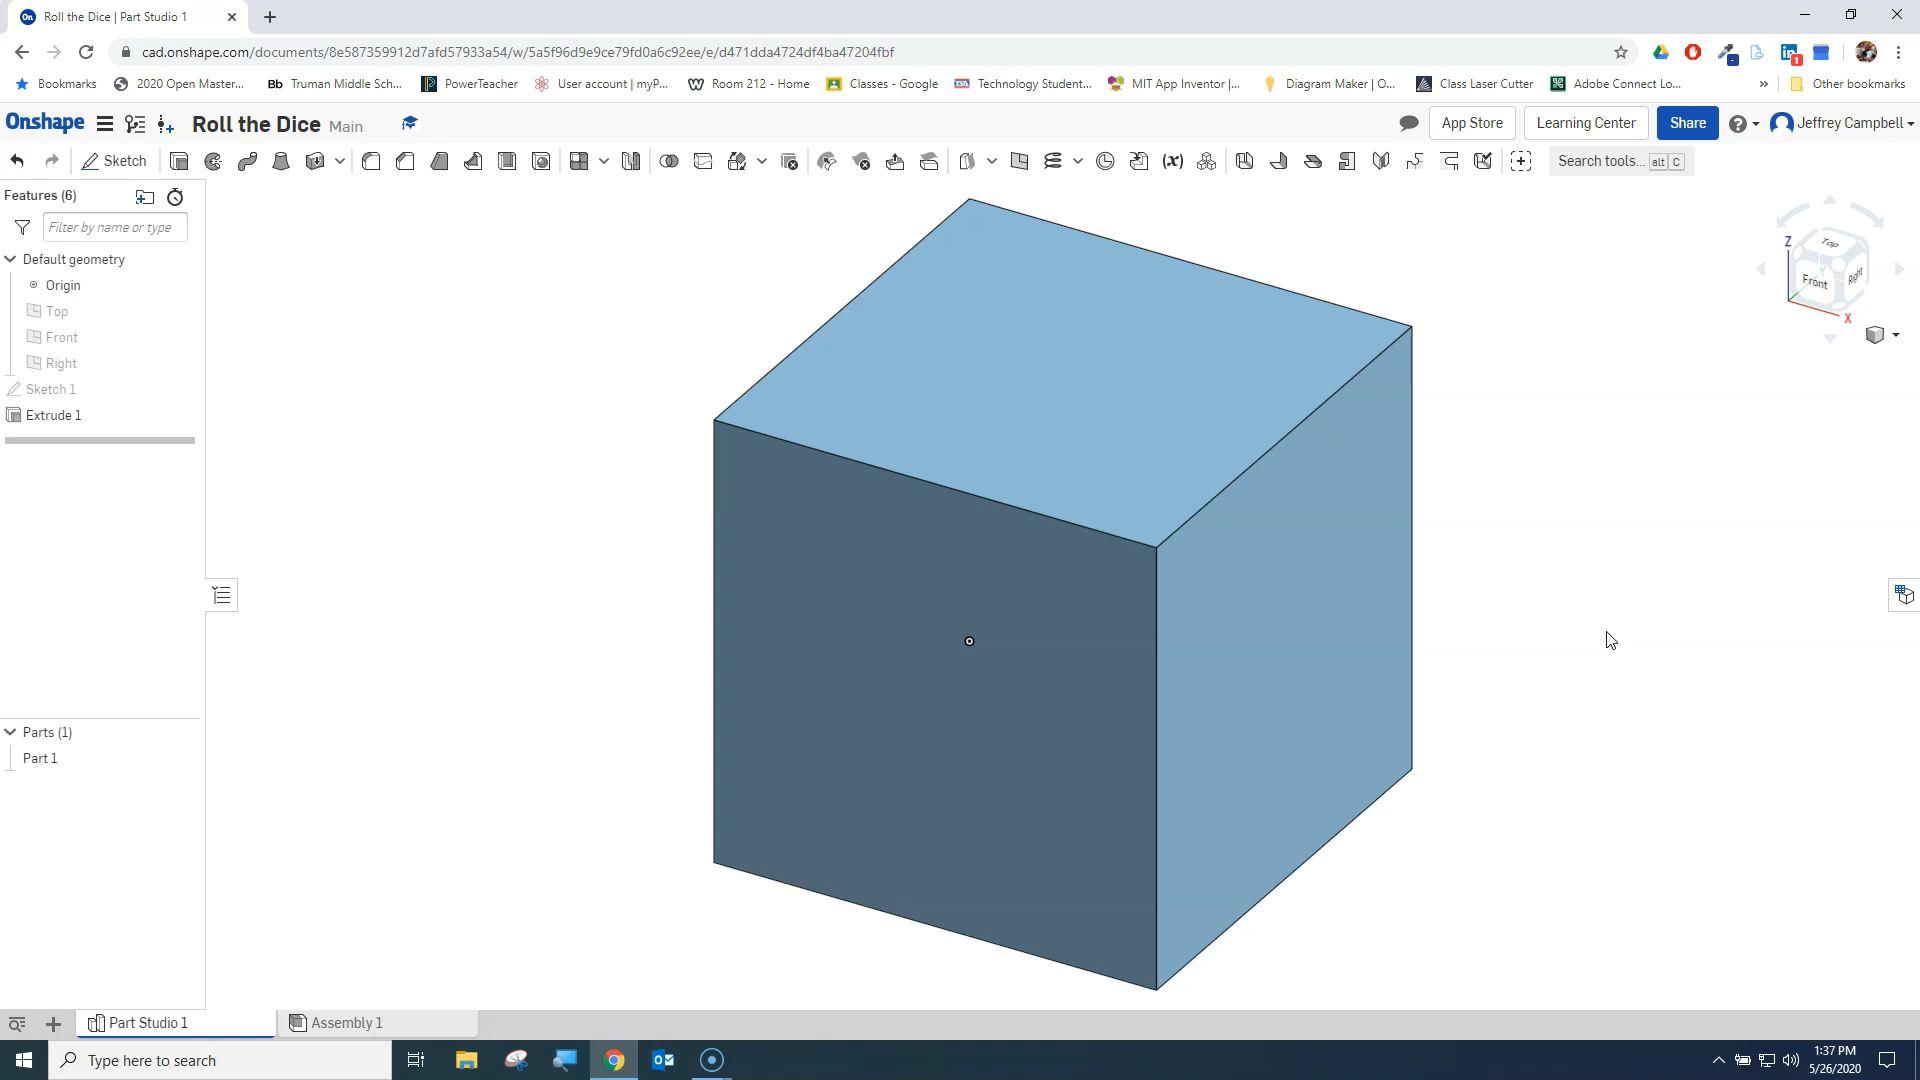 Roll the Dice | Part Studio 1
cad.onshape.com/documents/8e587359912d7afd57933a54/w/5a5f96d9e9ce79fd0a6c92ee/e/d471dda4724df4ba47204fbf
1
Bookmarks 2020 Open Master... Bb Truman Middle Sch... PowerTeacher User account | myP... Room 212 - Home Classes - Google Technology Student... MIT App Inventor |... Diagram Maker | O... Class Laser Cutter Adobe Connect Lo... » Other bookmarks
Onshape Roll the Dice Main App Store Learning Center Share Jeffrey Campbell
Sketch (x) Search tools... alt C
Features (6)
Filter by name or type
Default geometry
Origin
Top
Front
Right
Sketch 1
Extrude 1
Z Top
Front Y Right
X
Parts (1)
Part 1
Part Studio 1 Assembly 1
Type here to search
1:37 PM
5/26/2020